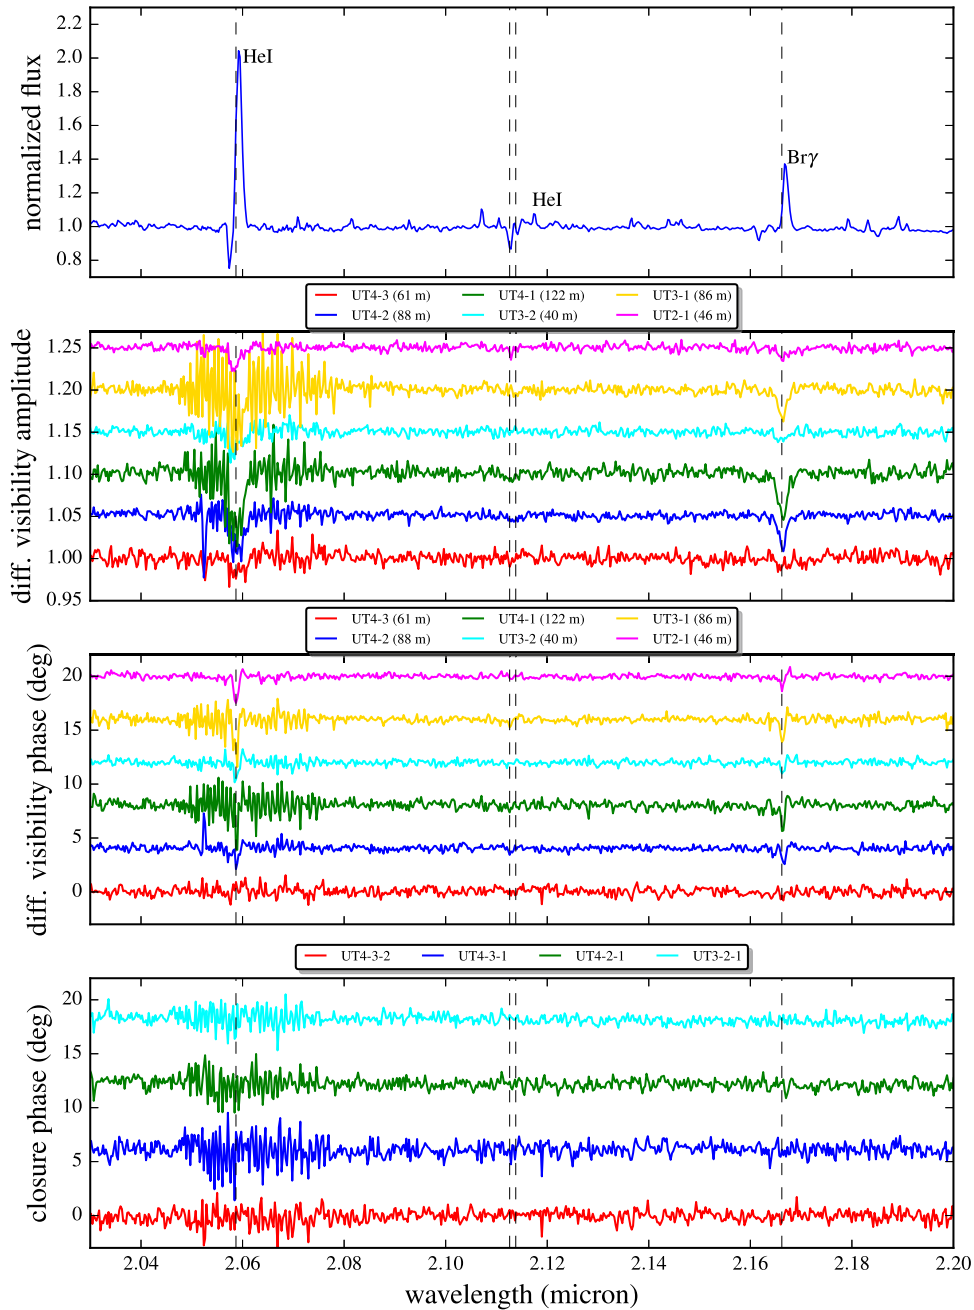 2.2
2.0
1.8
1.6
1.4
1.2
1.0
0.8
normalized flux
HeI
HeI
Brγ
UT4-3 (61 m) UT4-1 (122 m) UT3-1 (86 m)
UT4-2 (88 m) UT3-2 (40 m) UT2-1 (46 m)
1.25
1.20
1.15
1.10
1.05
1.00
0.95
diff. visibility amplitude
UT4-3 (61 m) UT4-1 (122 m) UT3-1 (86 m)
UT4-2 (88 m) UT3-2 (40 m) UT2-1 (46 m)
20
15
10
5
0
diff. visibility phase (deg)
UT4-3-2 UT4-3-1 UT4-2-1 UT3-2-1
20
15
10
5
0
closure phase (deg)
2.04 2.06 2.08 2.10 2.12 2.14 2.16 2.18 2.20
wavelength (micron)